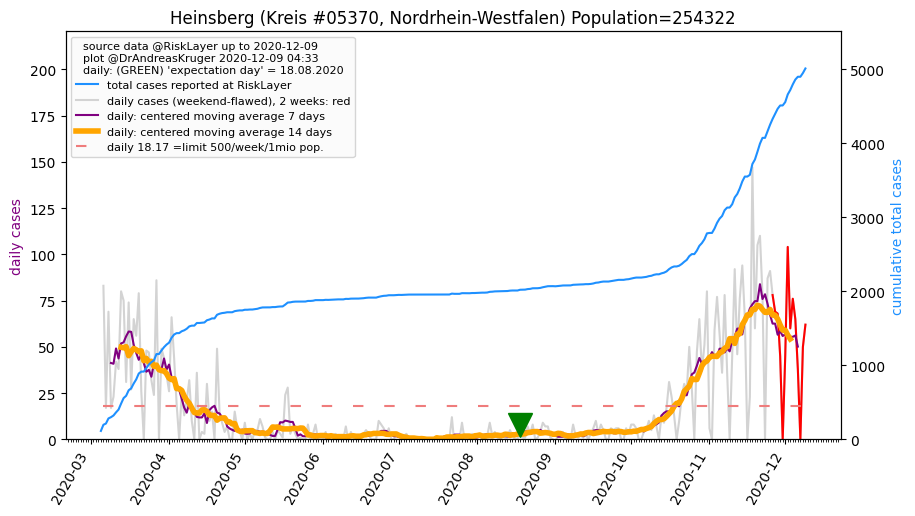 Heinsberg (Kreis #05370, Nordrhein-Westfalen) Population=254322
source data @RiskLayer up to 2020-12-09
plot @DrAndreasKruger 2020-12-09 04:33
daily: (GREEN) 'expectation day' = 18.08.2020
total cases reported at RiskLayer
daily cases (weekend-flawed), 2 weeks: red
daily: centered moving average 7 days
daily: centered moving average 14 days
daily 18.17 =limit 500/week/1mio pop.
daily cases
200
175
150
125
100
75
50
25
0
5000
4000
3000
2000
1000
0
cumulative total cases
2020-03
2020-04
2020-05
2020-06
2020-07
2020-08
2020-09
2020-10
2020-11
2020-12